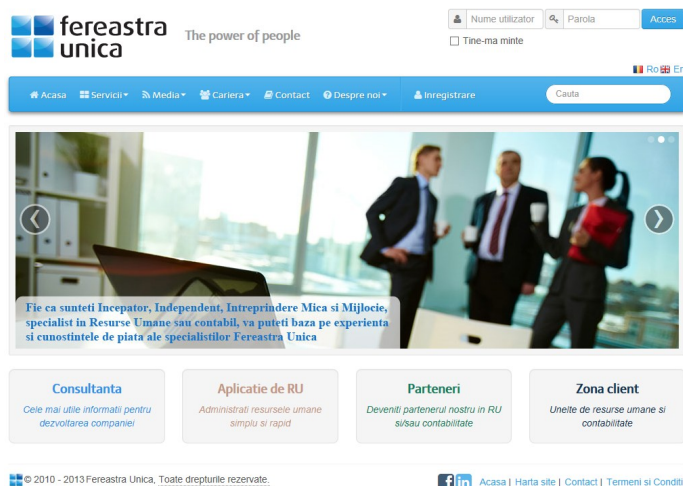 fereastra
unica
The power of people
Nume utilizator Parola Acces
Tine-ma minte
Ro En
Acasa Servicii Media Cariera Contact Despre noi Inregistrare Cauta
Fie ca sunteti Incepator, Independent, Intreprindere Mica si Mijlocie,
specialist in Resurse Umane sau contabil, va puteti baza pe experienta
si cunostintele de piata ale specialistilor Fereastra Unica
Consultanta
Cele mai utile informatii pentru
dezvoltarea companiei
Aplicatie de RU
Administrati resursele umane
simplu si rapid
Parteneri
Deveniti partenerul nostru in RU
si/sau contabilitate
Zona client
Unelte de resurse umane si
contabilitate
© 2010 - 2013 Fereastra Unica, Toate drepturile rezervate.
Acasa | Harta site | Contact | Termeni si Conditi